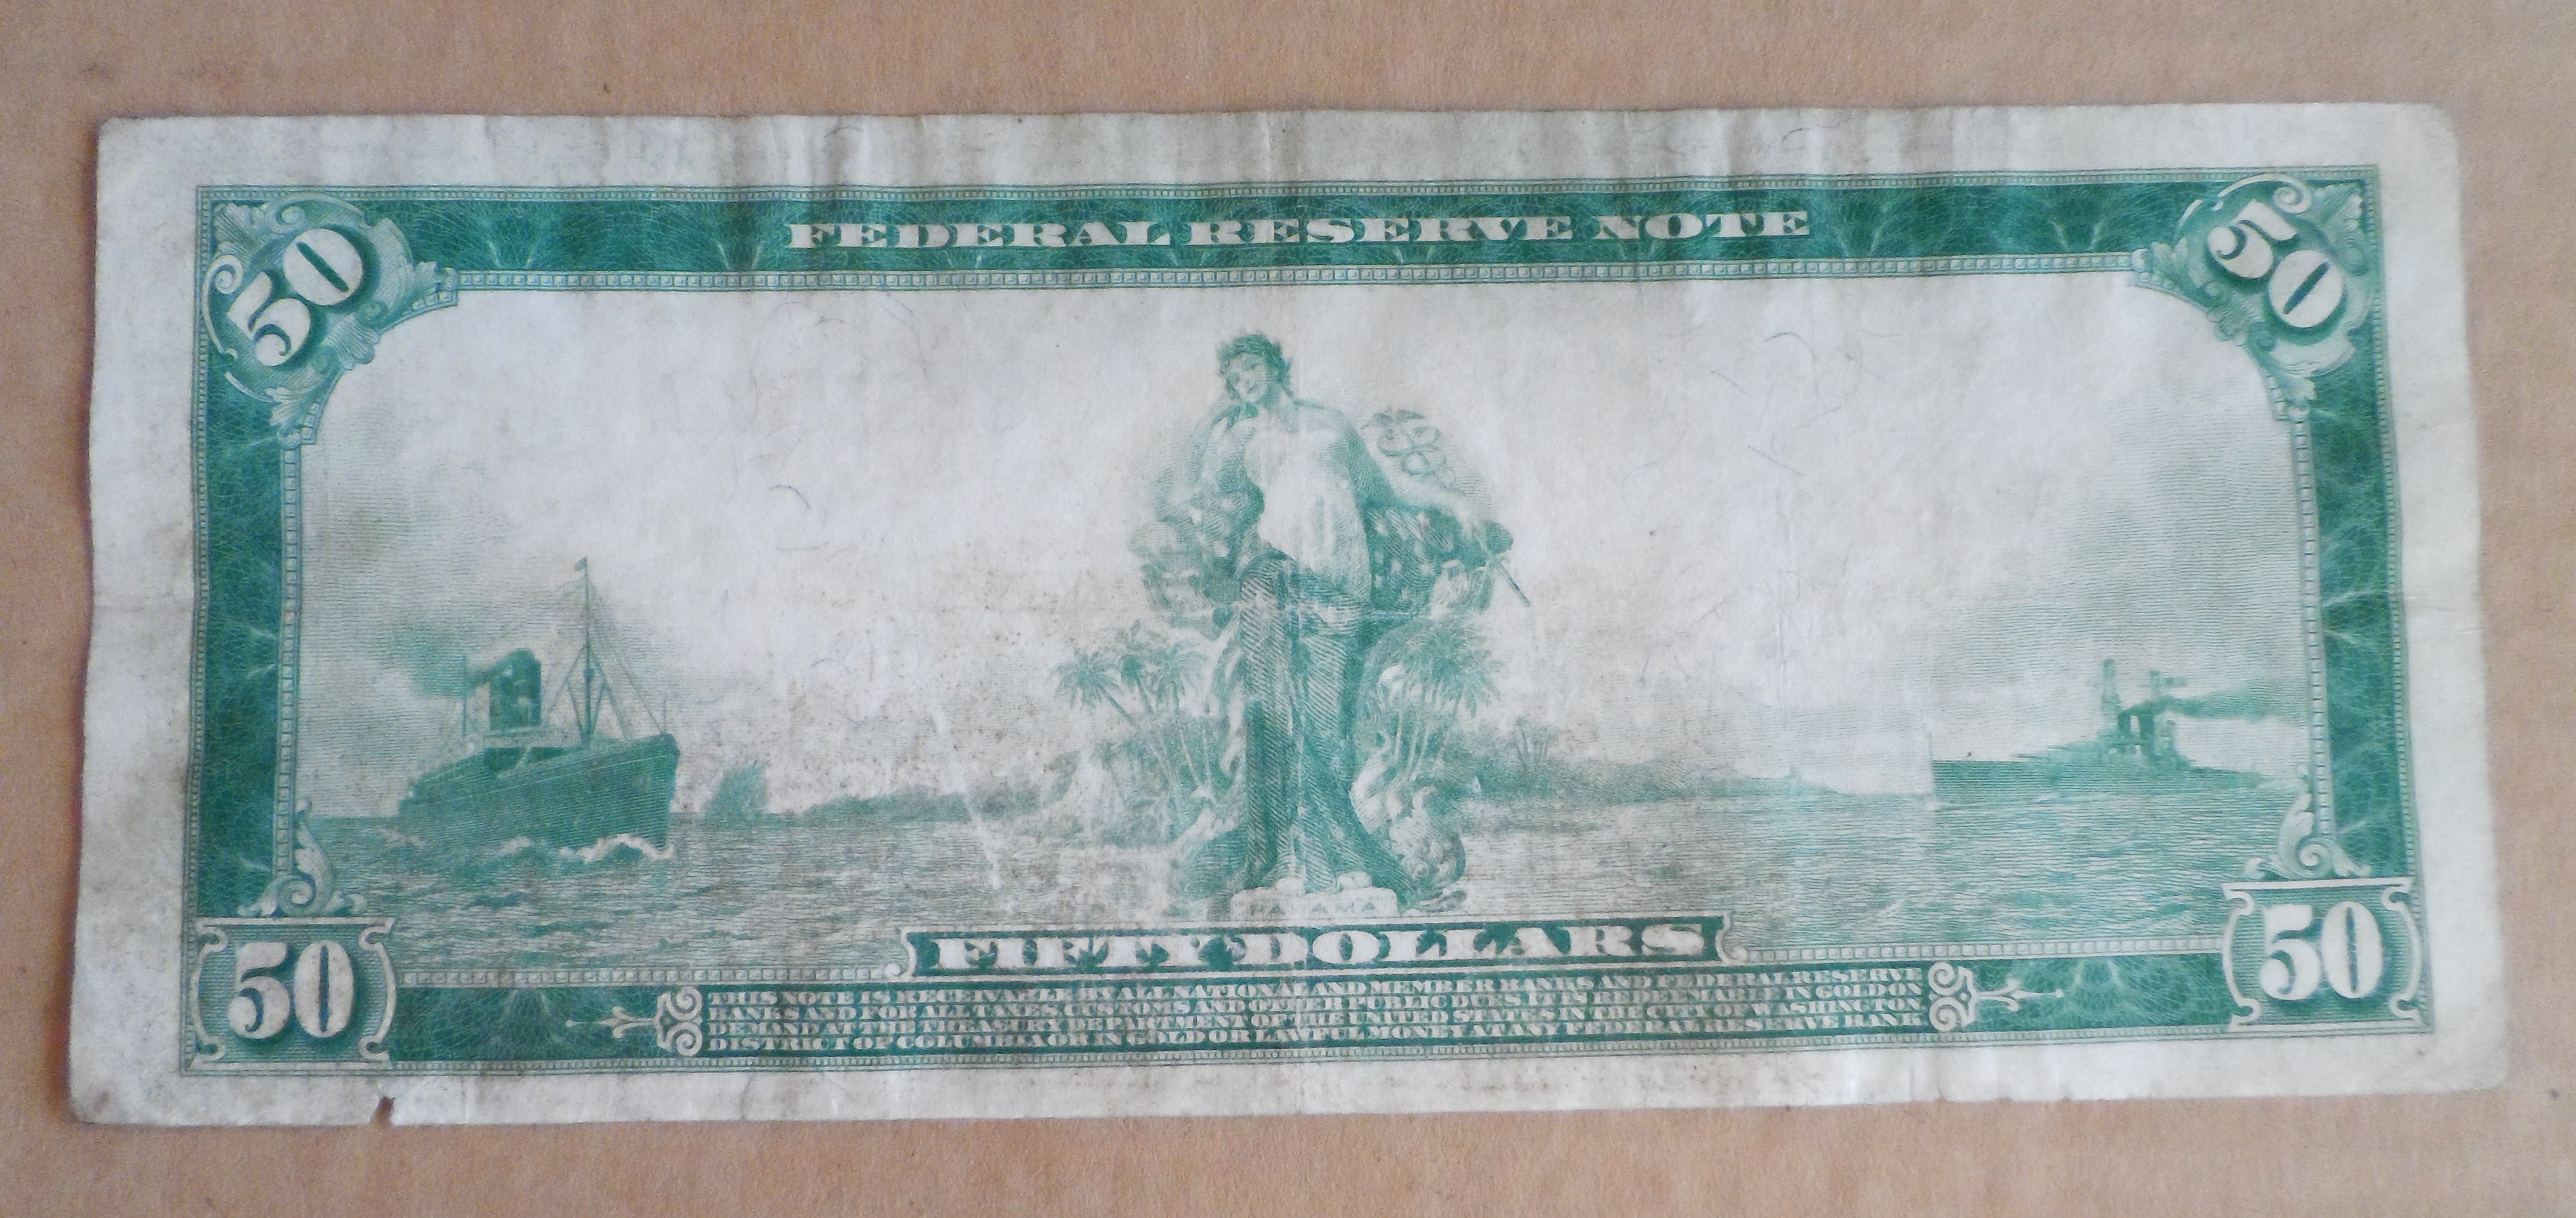 FEDERAL RESERVE NOTE
50
50
PANAMA
FIFTY DOLLARS
50
50
THIS NOTE IS RECEIVABLE BY ALL NATIONAL AND MEMBER BANKS AND FEDERAL RESERVE
BANKS AND FOR ALL TAXES, CUSTOMS AND OTHER PUBLIC DUES. IT IS REDEEMABLE IN GOLD ON
DEMAND AT THE TREASURY DEPARTMENT OF THE UNITED STATES IN THE CITY OF WASHINGTON
DISTRICT OF COLUMBIA OR IN GOLD OR LAWFUL MONEY AT ANY FEDERAL RESERVE BANK